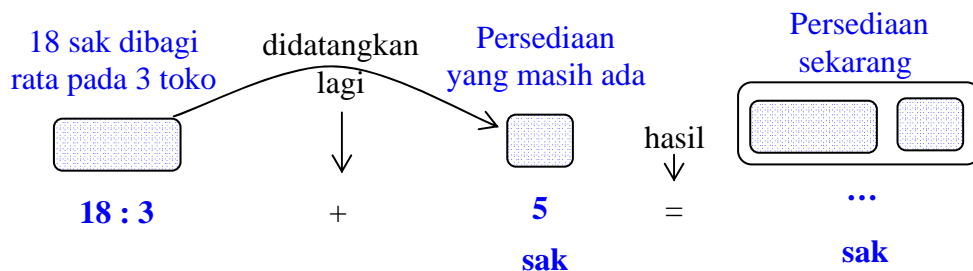 18 sak dibagi
rata pada 3 toko
didatangkan
lagi
Persediaan
yang masih ada
hasil
Persediaan
sekarang
18 : 3 + 5 = ...
sak sak